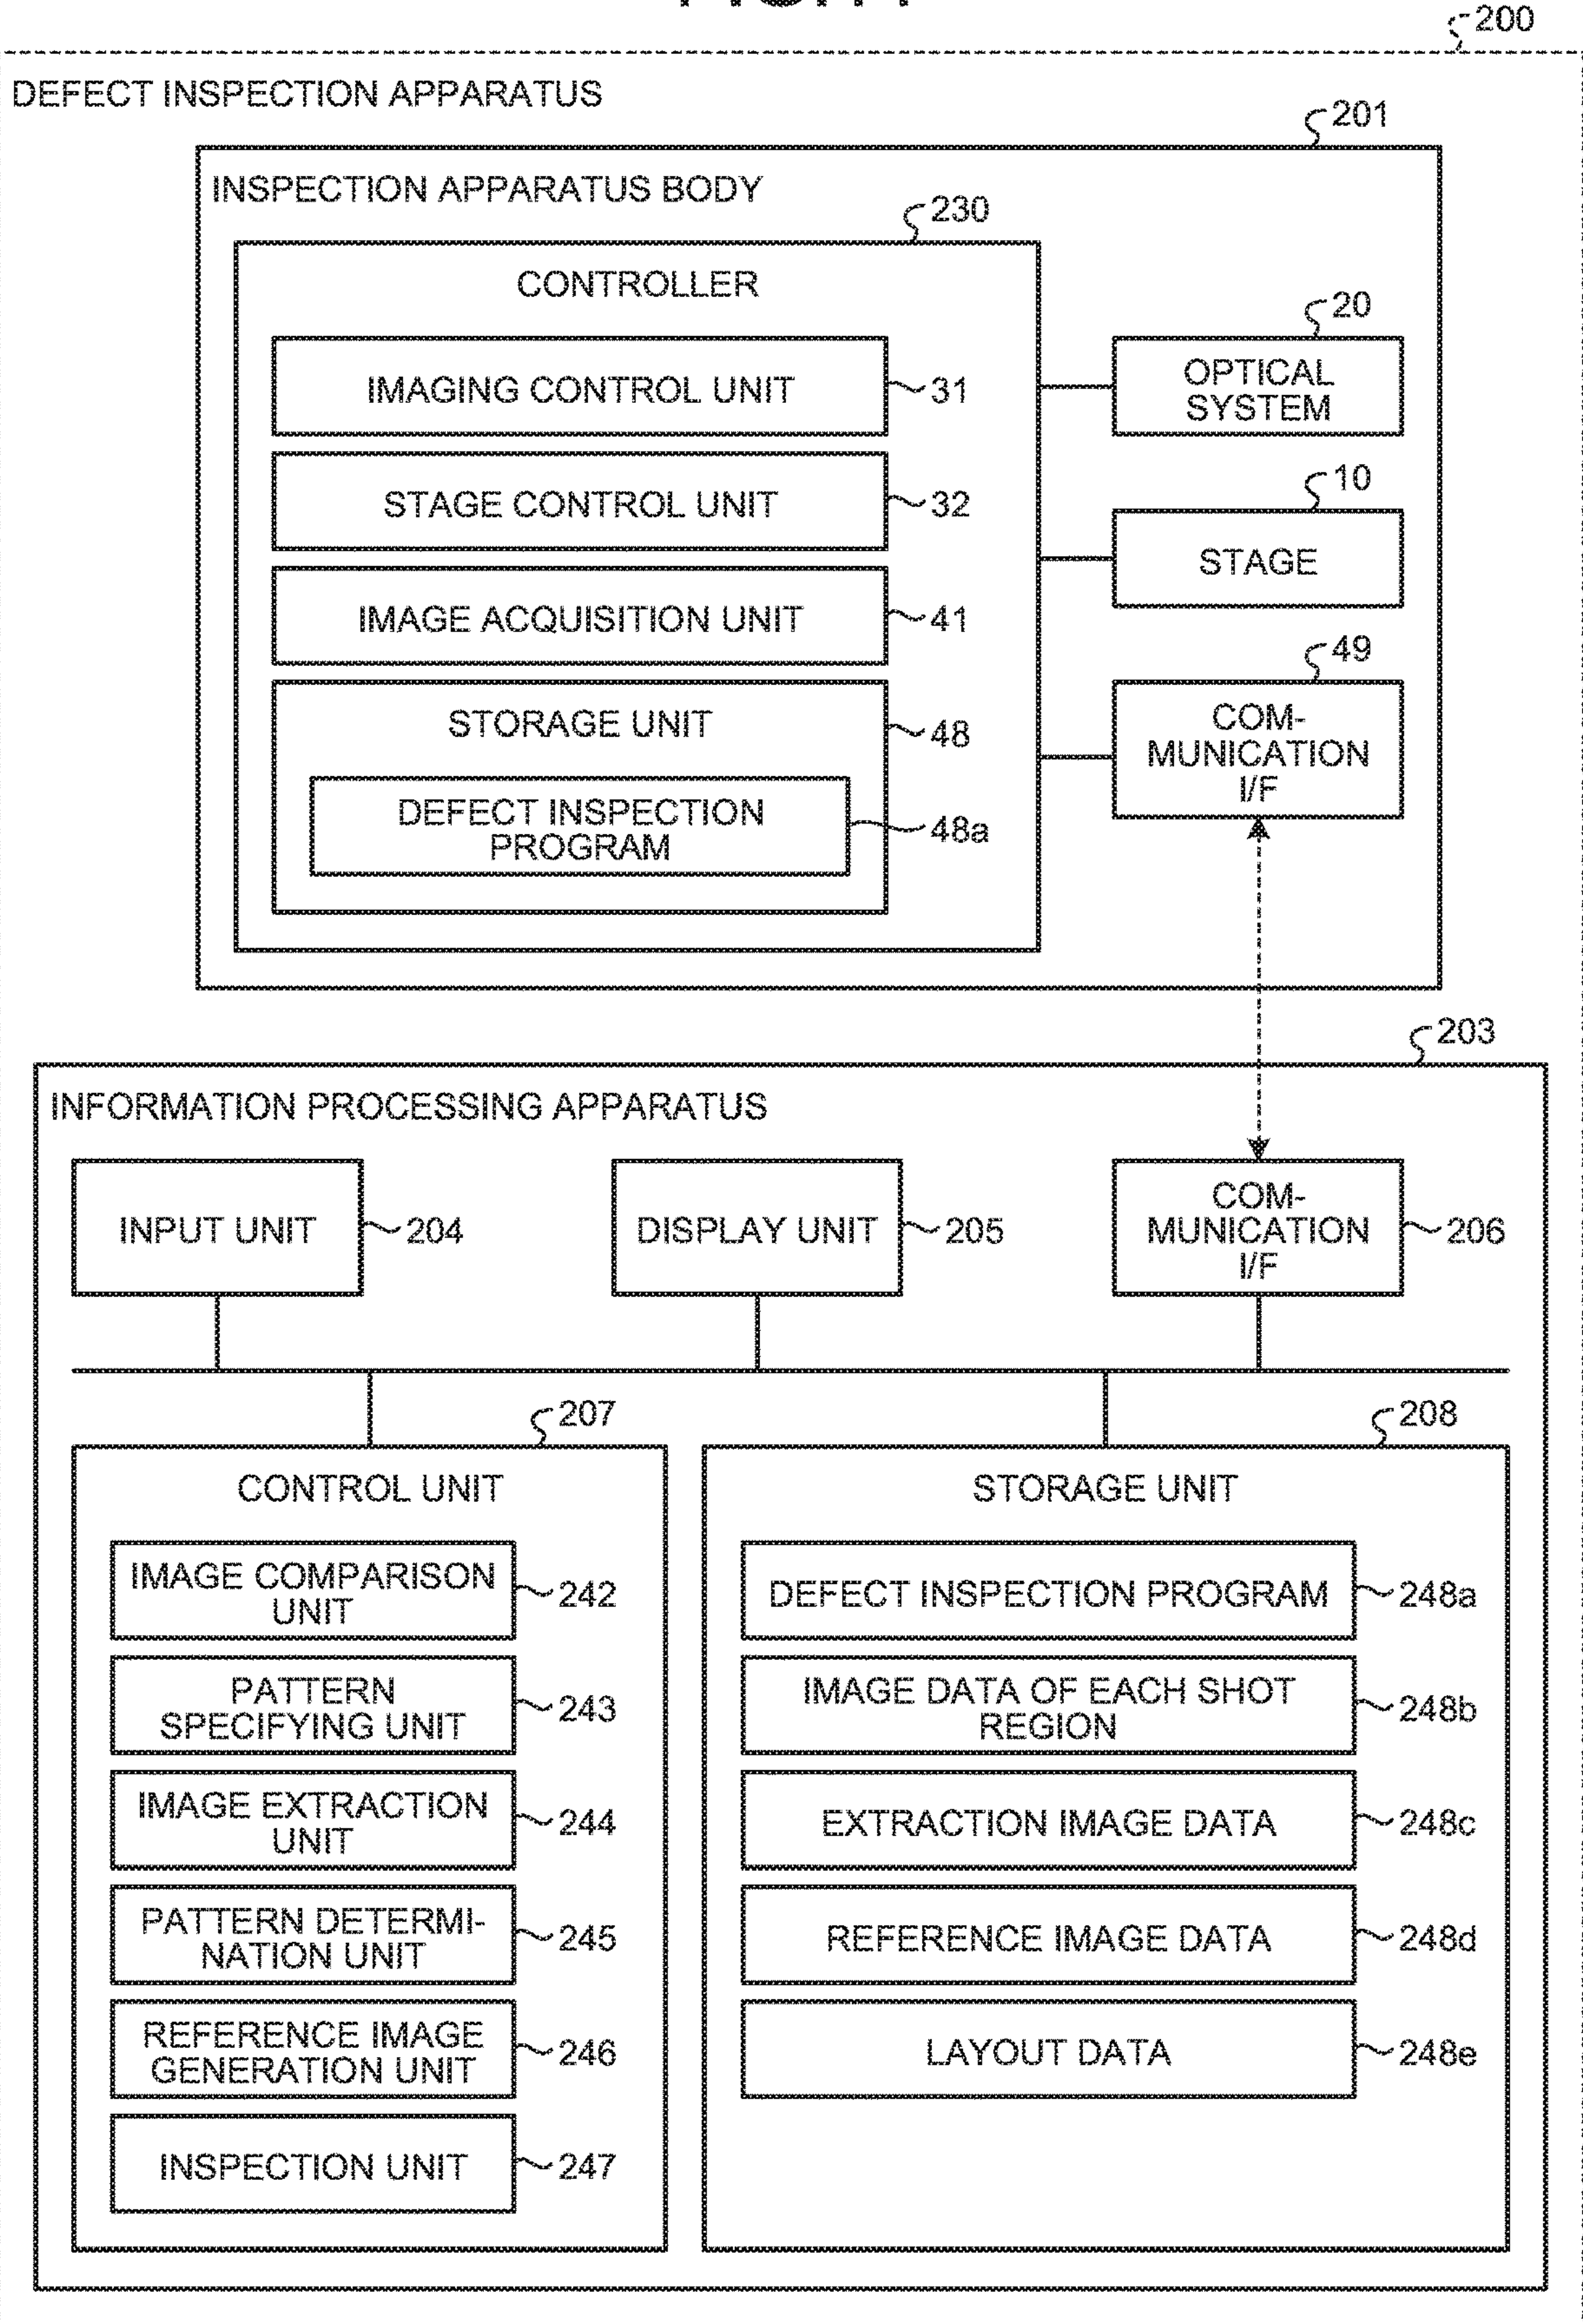 200
DEFECT INSPECTION APPARATUS
201
INSPECTION APPARATUS BODY
230
CONTROLLER
20
IMAGING CONTROL UNIT
31
OPTICAL
SYSTEM
10
STAGE CONTROL UNIT
32
STAGE
IMAGE ACQUISITION UNIT
41
49
STORAGE UNIT
48
COM-
MUNICATION
I/F
DEFECT INSPECTION
PROGRAM
48a
203
INFORMATION PROCESSING APPARATUS
INPUT UNIT
204
DISPLAY UNIT
205
COM-
MUNICATION
I/F
206
207
208
CONTROL UNIT
IMAGE COMPARISON
UNIT
242
PATTERN
SPECIFYING UNIT
243
IMAGE EXTRACTION
UNIT
244
PATTERN DETERMI-
NATION UNIT
245
REFERENCE IMAGE
GENERATION UNIT
246
INSPECTION UNIT
247
STORAGE UNIT
DEFECT INSPECTION PROGRAM
248a
IMAGE DATA OF EACH SHOT
REGION
248b
EXTRACTION IMAGE DATA
248c
REFERENCE IMAGE DATA
248d
LAYOUT DATA
248e